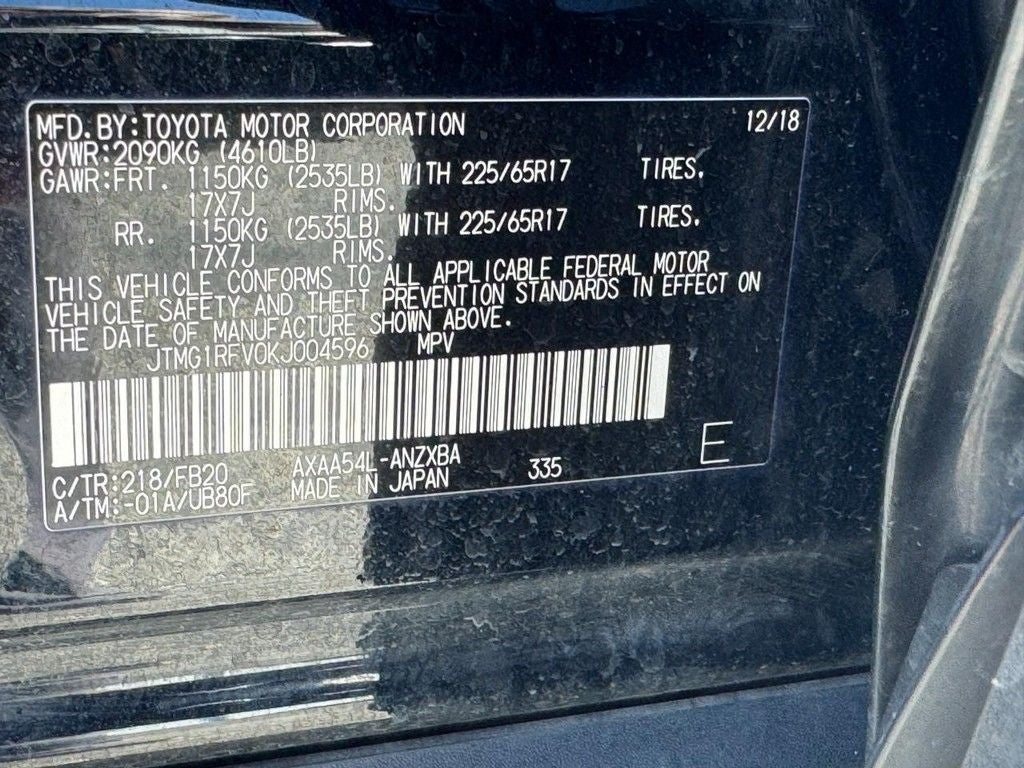 MFD.BY:TOYOTA MOTOR CORPORATION 12/18
GVWR:2090KG (4610LB)
GAWR:FRT. 1150KG (2535LB) WITH 225/65R17 TIRES.
17X7J RIMS.
RR. 1150KG (2535LB) WITH 225/65R17 TIRES.
17X7J RIMS.
THIS VEHICLE CONFORMS TO ALL APPLICABLE FEDERAL MOTOR
VEHICLE SAFETY AND THEFT PREVENTION STANDARDS IN EFFECT ON
THE DATE OF MANUFACTURE SHOWN ABOVE.
JTMG1RFV0KJ004596 MPV
C/TR:218/FB20 AXAA54L-ANZXBA 335 E
A/TM:-01A/UB80F MADE IN JAPAN